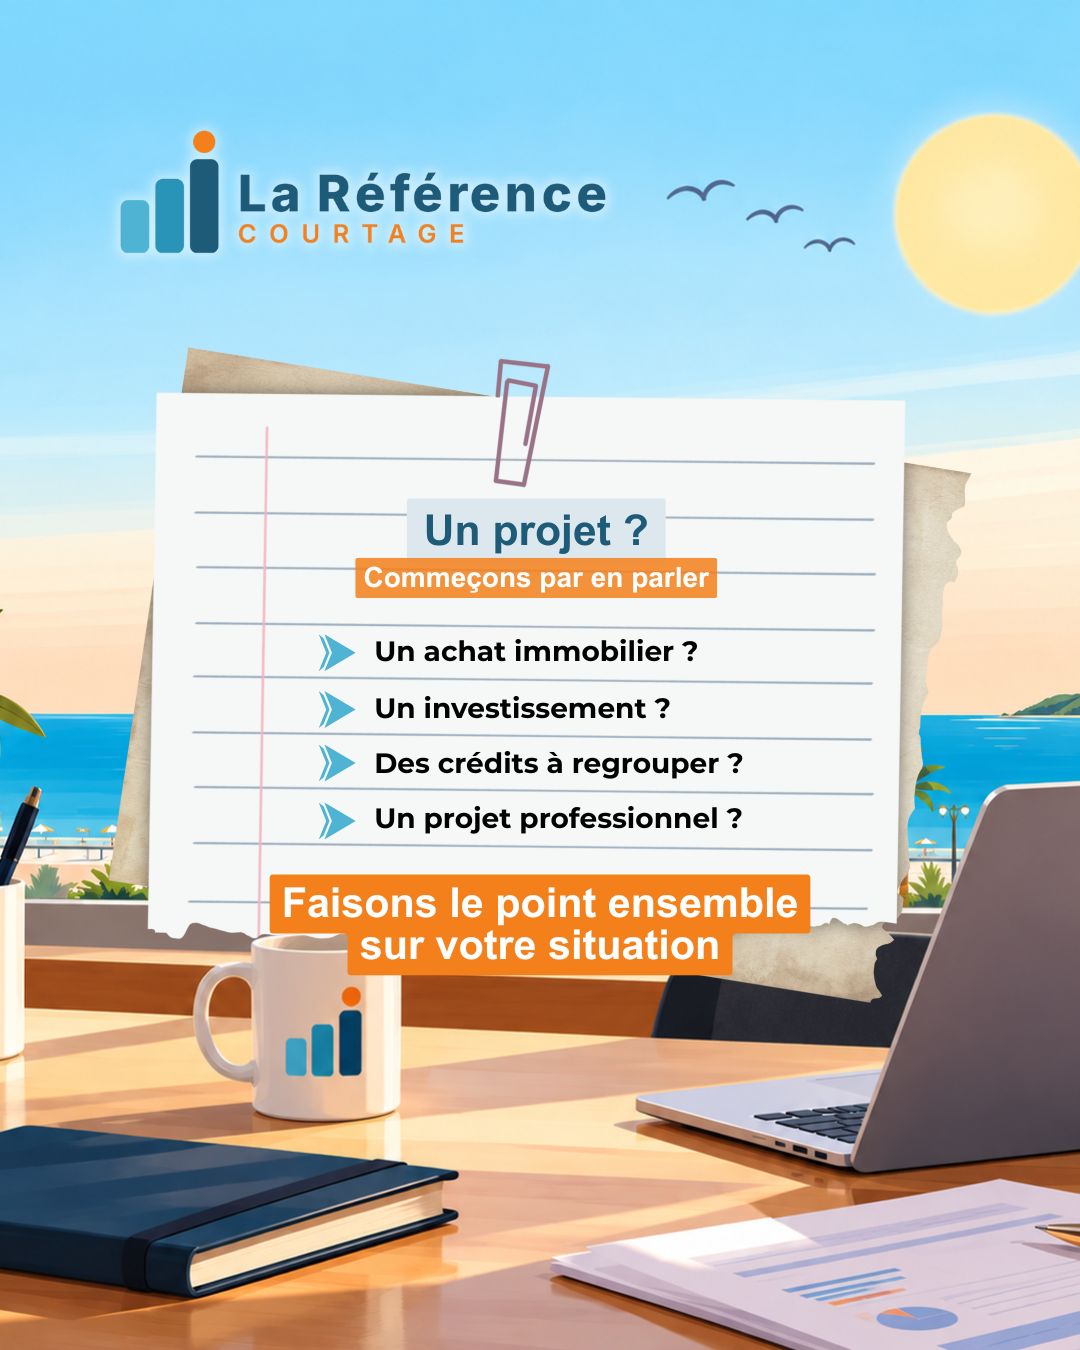 La Référence
COURTAGE
Un projet ?
Commeçons par en parler
Un achat immobilier ?
Un investissement ?
Des crédits à regrouper ?
Un projet professionnel ?
Faisons le point ensemble
sur votre situation